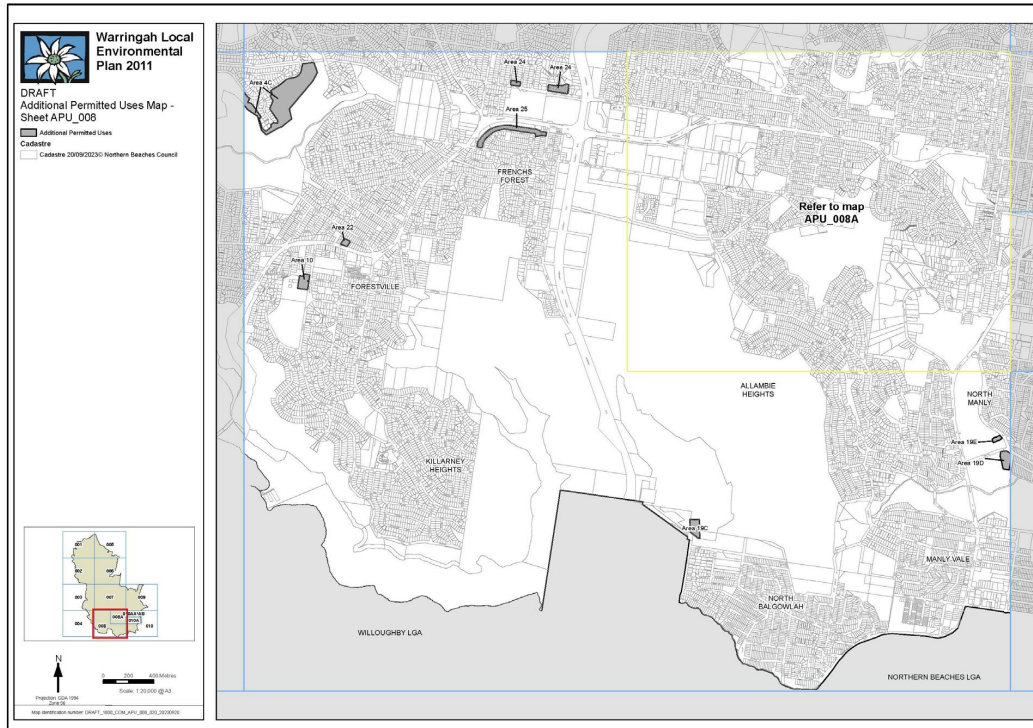 Warringah Local
Environmental
Plan 2011
DRAFT
Additional Permitted Uses Map -
Sheet APU_008
Additional Permitted Uses
Cadastre
Cadastre 20/09/2023© Northern Beaches Council
Area 4C
Area 24
Area 24
Area 25
FRENCHS
FOREST
Refer to map
APU_008A
Area 22
Area 10
FORESTVILLE
ALLAMBIE
HEIGHTS
NORTH
MANLY
Area 19E
Area 19D
KILLARNEY
HEIGHTS
Area 19C
MANLY VALE
NORTH
BALGOWLAH
WILLOUGHBY LGA
NORTHERN BEACHES LGA
001
002
003
007
009
008A
010A
004
008
010
N
0 200 400 Metres
Scale 1:20,000 @ A3
Projection GDA 1994
Zone 56